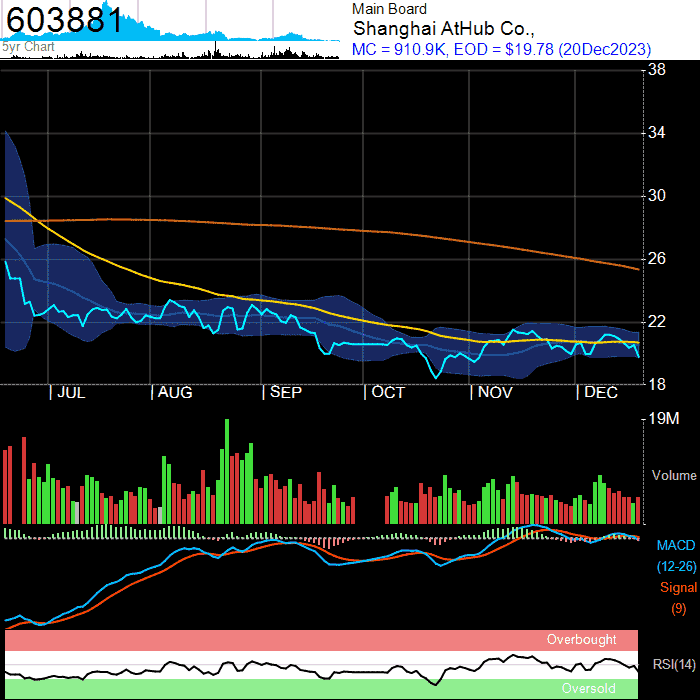 603881
5yr Chart
Main Board
Shanghai AtHub Co.,
MC = 910.9K, EOD = $19.78 (20Dec2023)
38
34
30
26
22
18
JUL AUG SEP OCT NOV DEC
19M
Volume
MACD
(12-26)
Signal
(9)
Overbought
RSI(14)
Oversold